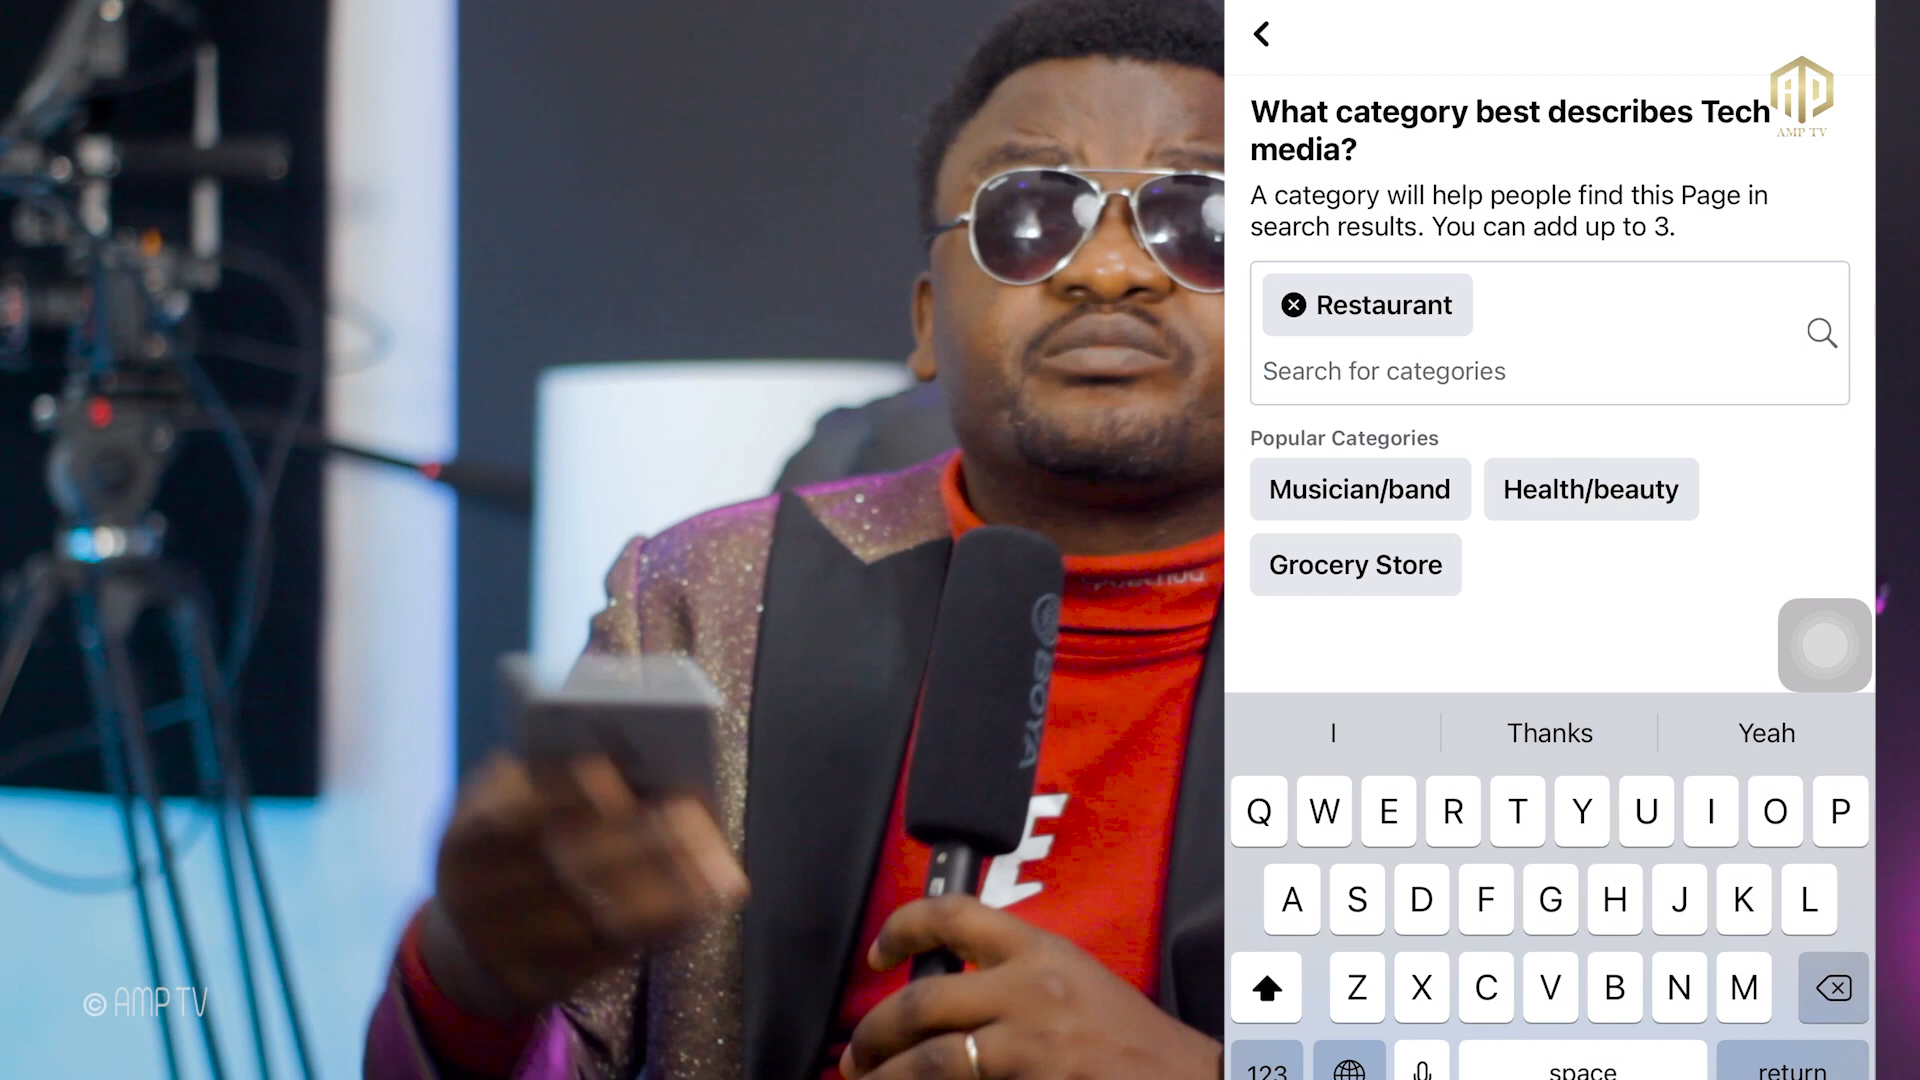 What category best describes Tech
media?
AMP TV
A category will help people find this Page in
search results. You can add up to 3.
Restaurant
Search for categories
Popular Categories
Musician/band
Health/beauty
Grocery Store
I
Thanks
Yeah
Q W E R T Y U I O P
A S D F G H J K L
Z X C V B N M
123
space
return
BOYA
E
© AMP TV